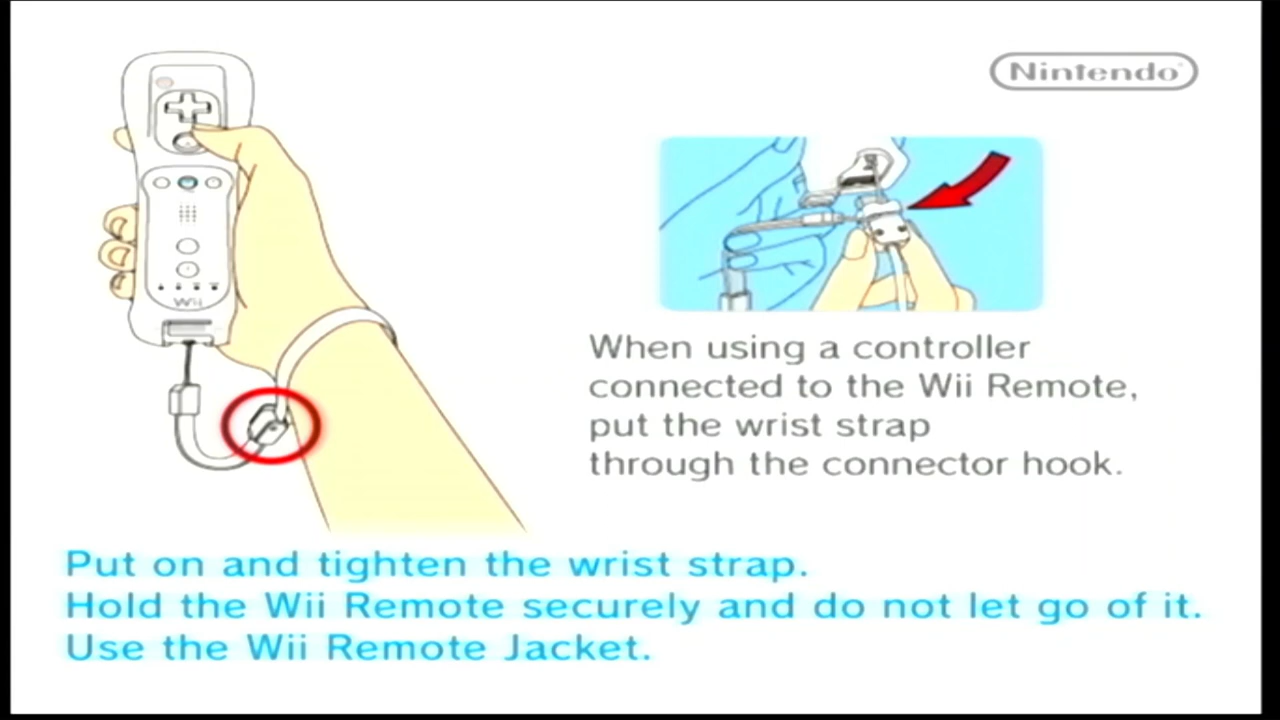 Nintendo
Wii
When using a controller
connected to the Wii Remote,
put the wrist strap
through the connector hook.
Put on and tighten the wrist strap.
Hold the Wii Remote securely and do not let go of it.
Use the Wii Remote Jacket.